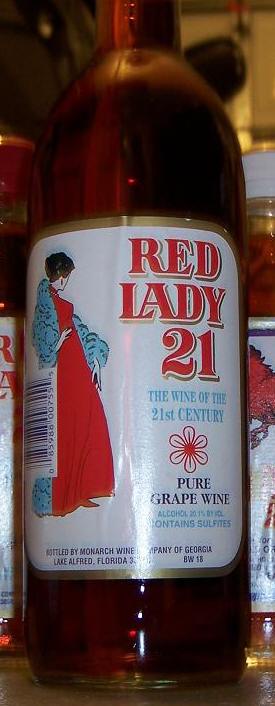 RED
LADY
21
THE WINE OF THE
21st CENTURY
PURE
GRAPE WINE
ALCOHOL 20.1% BY VOL.
CONTAINS SULFITES
BOTTLED BY MONARCH WINE COMPANY OF GEORGIA
LAKE ALFRED, FLORIDA BW 18